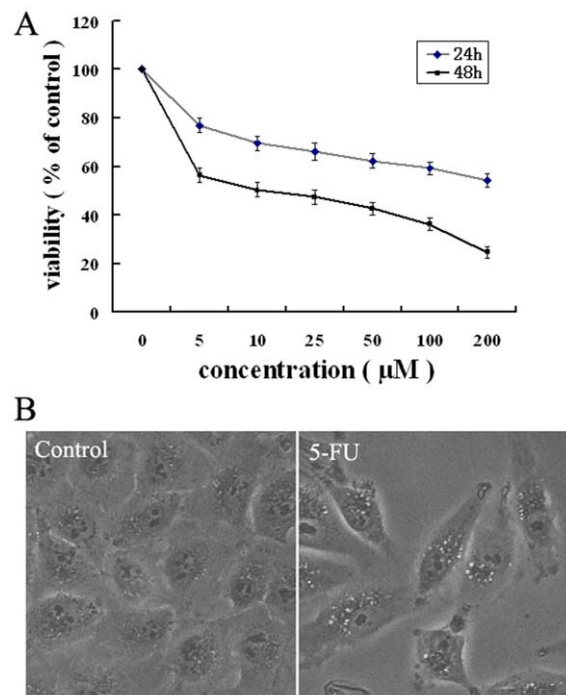 A
120
100
80
60
40
20
0
viability ( % of control )
24h
48h
0 5 10 25 50 100 200
concentration ( μM )
B
Control
5-FU